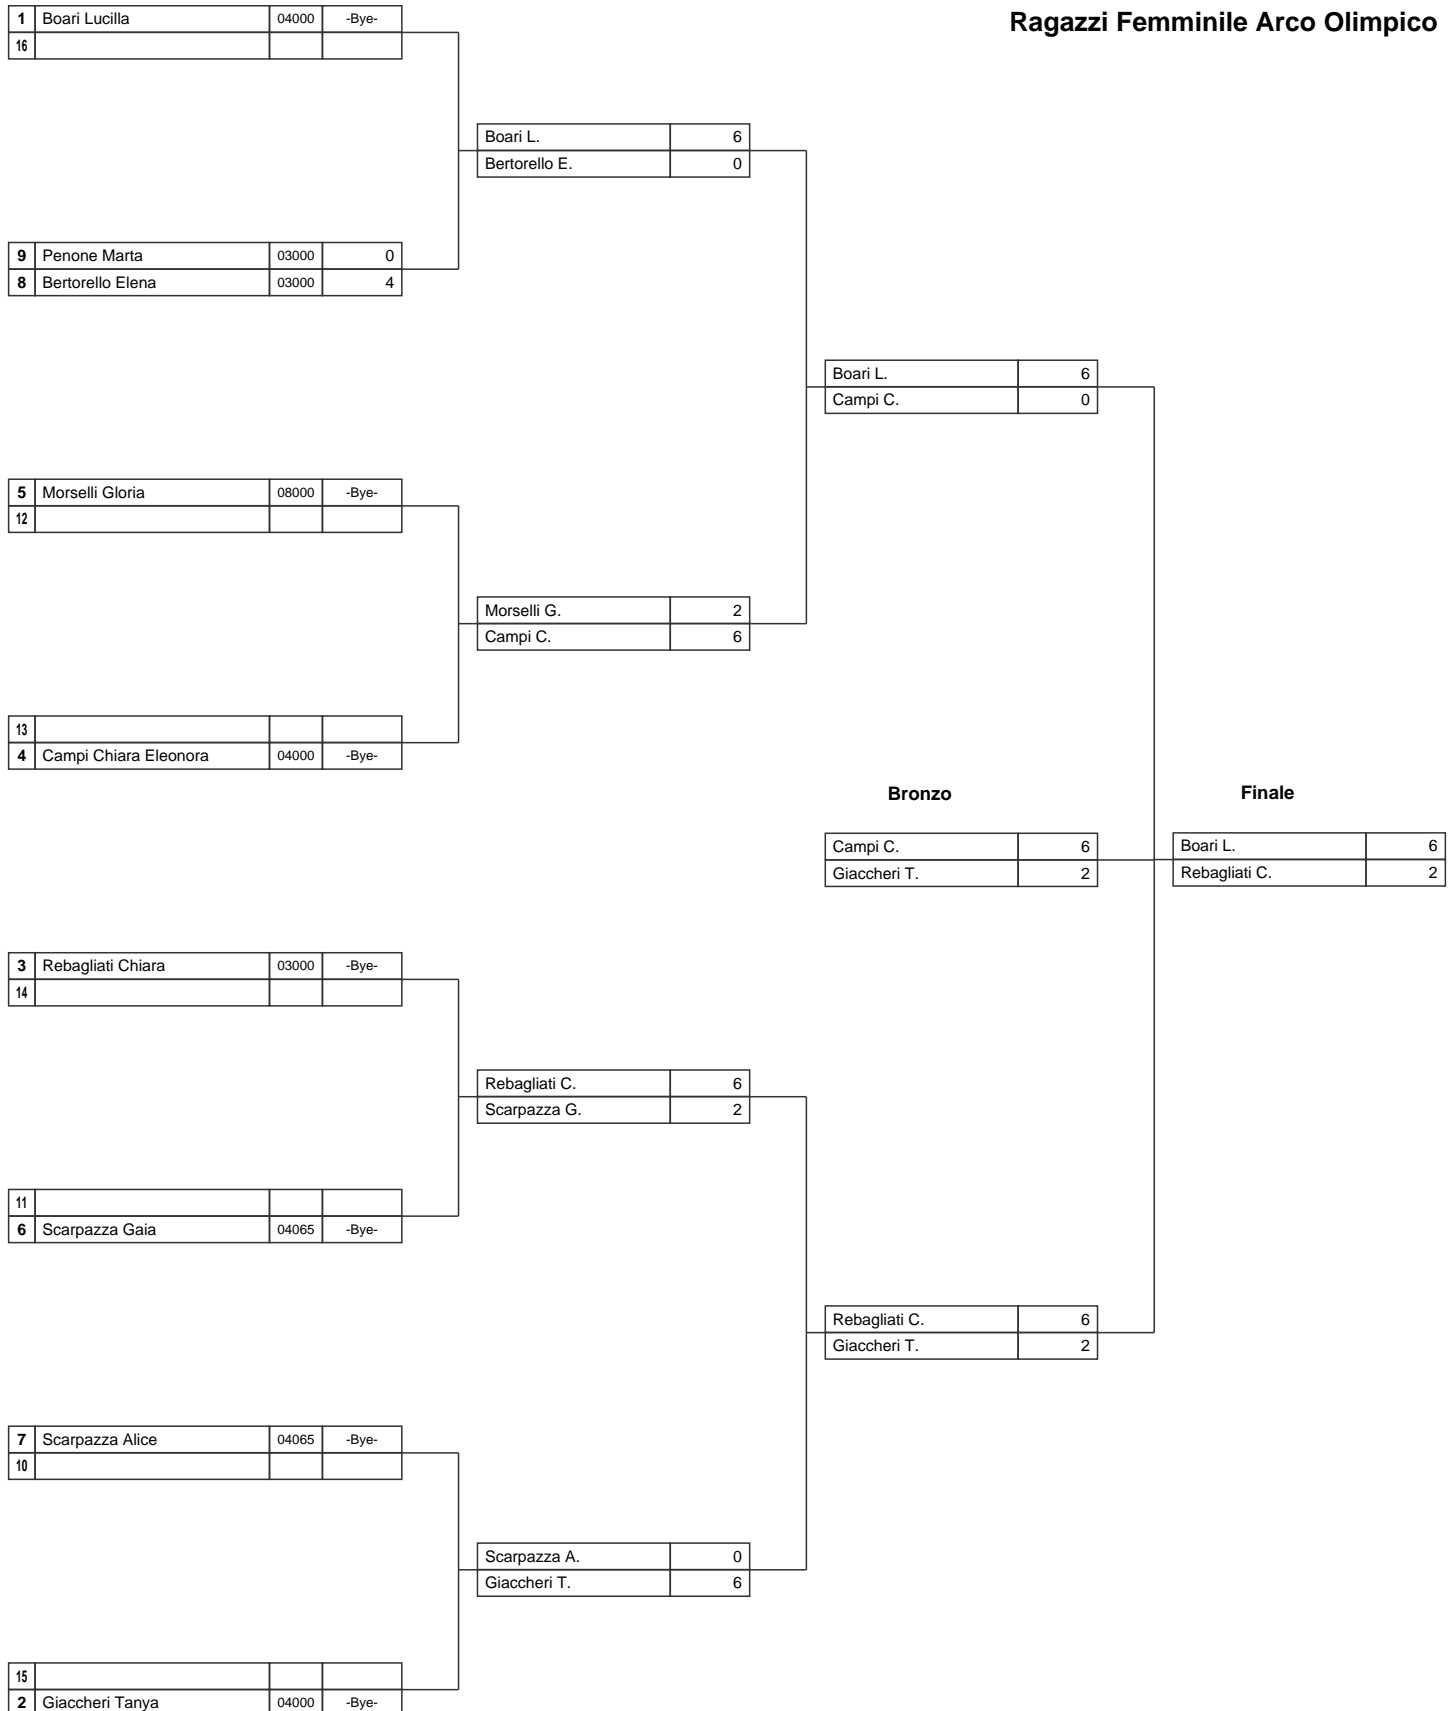 Ragazzi Femminile Arco Olimpico
1 Boari Lucilla 04000 -Bye-
16
Boari L. 6
Bertorello E. 0
9 Penone Marta 03000 0
8 Bertorello Elena 03000 4
Boari L. 6
Campi C. 0
5 Morselli Gloria 08000 -Bye-
12
Morselli G. 2
Campi C. 6
13
4 Campi Chiara Eleonora 04000 -Bye-
Bronzo Finale
Campi C. 6 Boari L. 6
Giaccheri T. 2 Rebagliati C. 2
3 Rebagliati Chiara 03000 -Bye-
14
Rebagliati C. 6
Scarpazza G. 2
11
6 Scarpazza Gaia 04065 -Bye-
Rebagliati C. 6
Giaccheri T. 2
7 Scarpazza Alice 04065 -Bye-
10
Scarpazza A. 0
Giaccheri T. 6
15
2 Giaccheri Tanya 04000 -Bye-